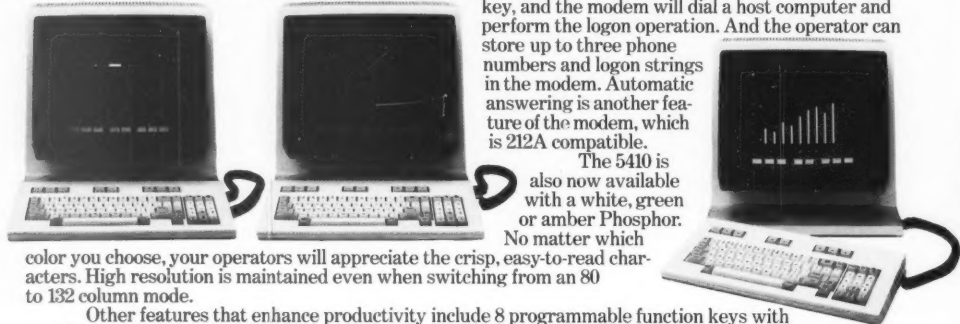 key, and the modem will dial a host computer and
perform the logon operation. And the operator can
store up to three phone
numbers and logon strings
in the modem. Automatic
answering is another fea-
ture of the modem, which
is 212A compatible.
The 5410 is
also now available
with a white, green
or amber Phosphor.
No matter which
color you choose, your operators will appreciate the crisp, easy-to-read char-
acters. High resolution is maintained even when switching from an 80
to 132 column mode.
Other features that enhance productivity include 8 programmable function keys with